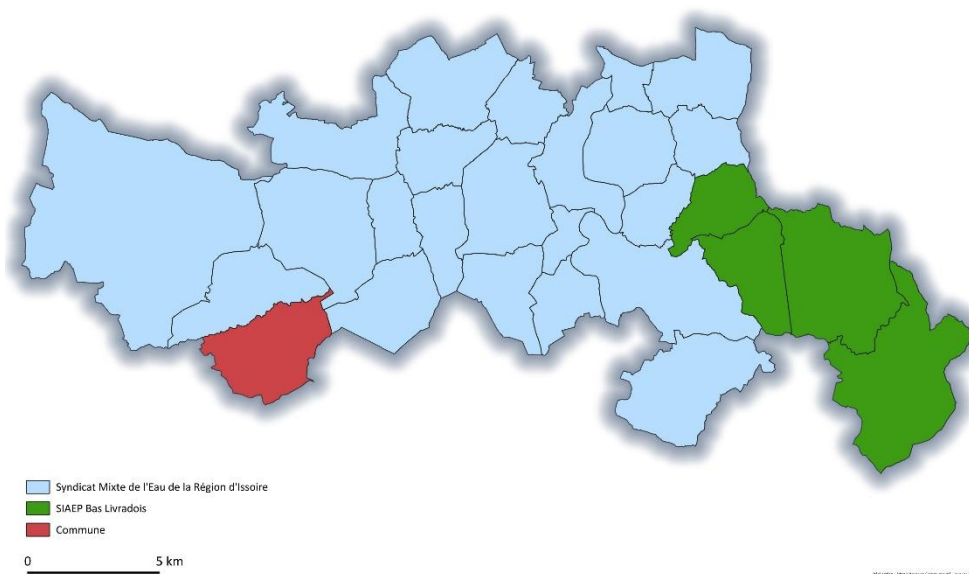 Syndicat Mixte de l'Eau de la Région d'Issoire
SIAEP Bas Livradois
Commune
0 5 km